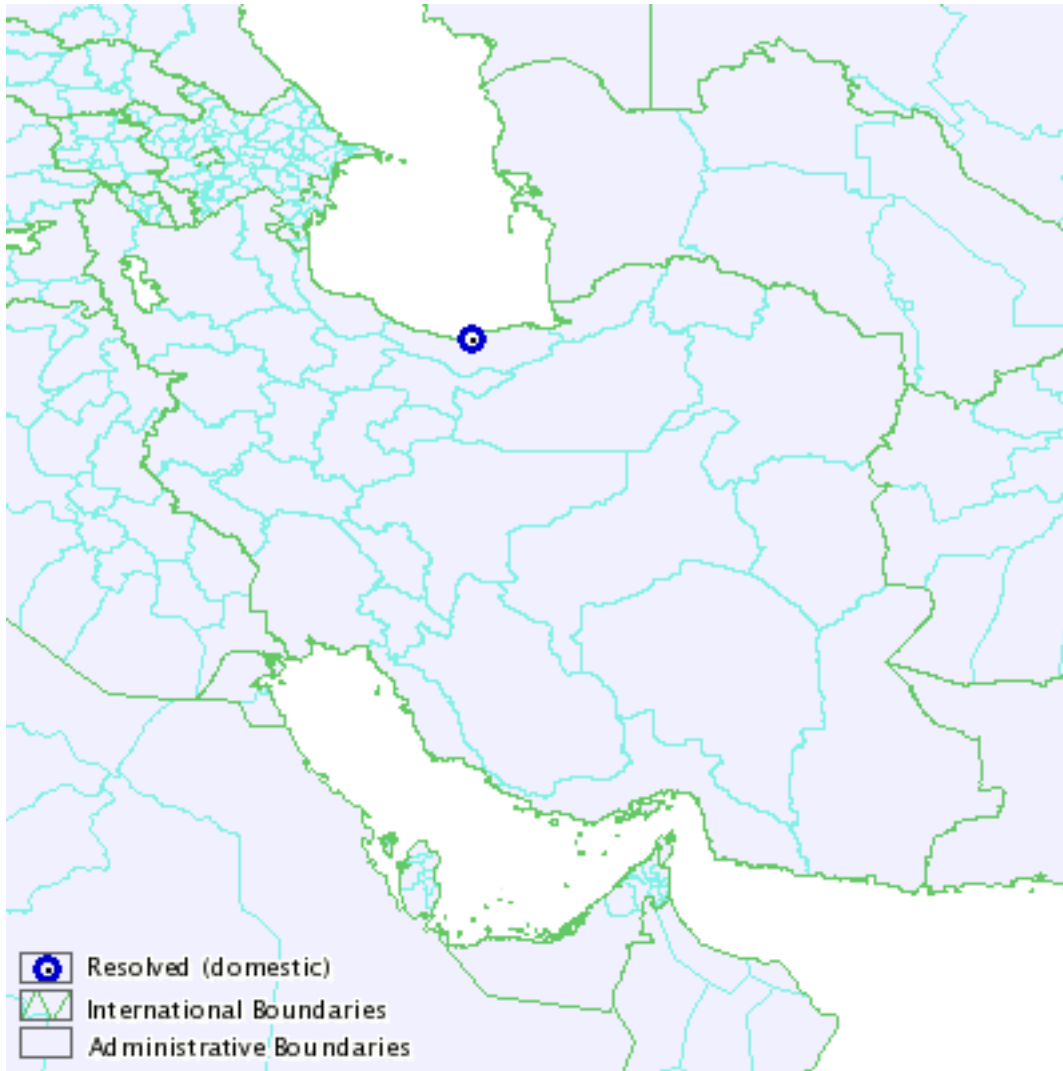 Resolved (domestic)
International Boundaries
Administrative Boundaries